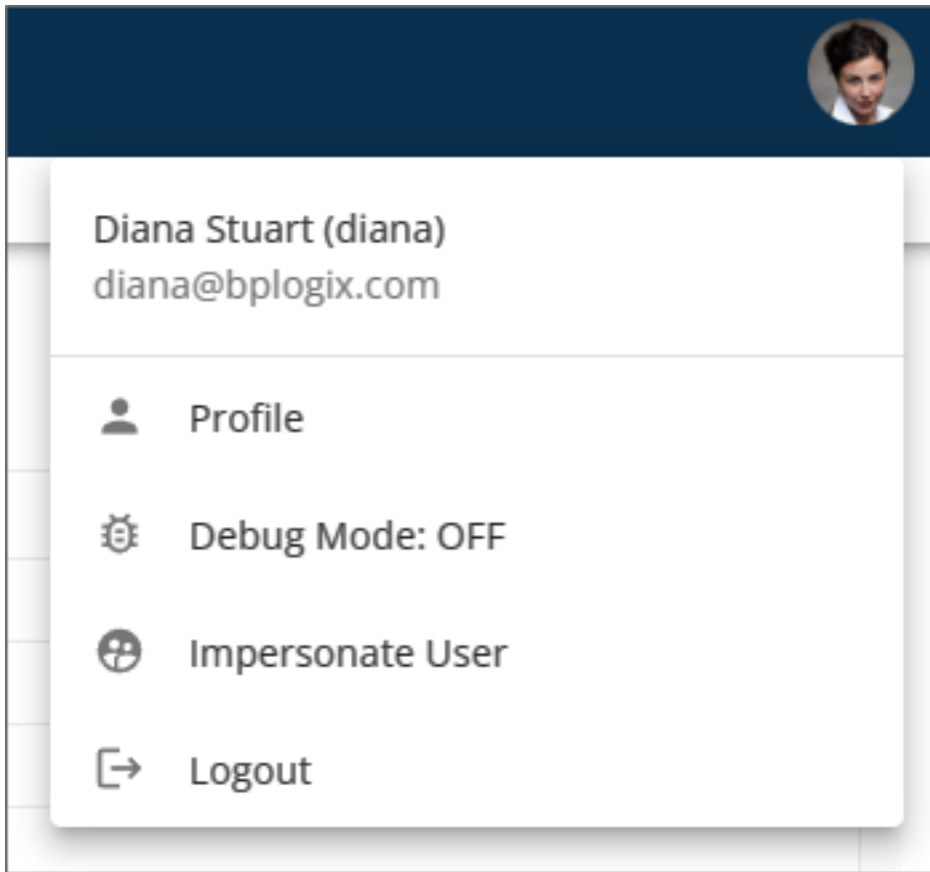 Diana Stuart (diana)
diana@bplogix.com
Profile
Debug Mode: OFF
Impersonate User
Logout